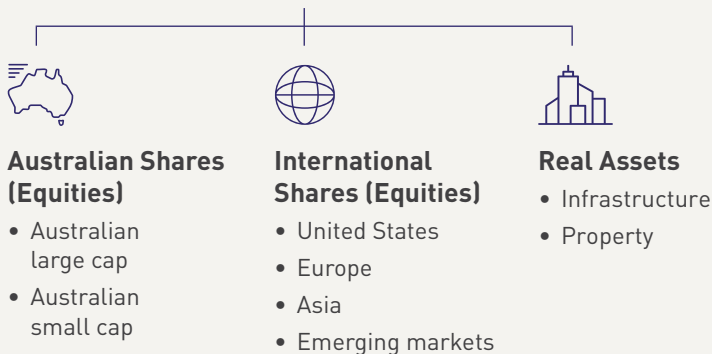 Australian Shares
(Equities)
• Australian
large cap
• Australian
small cap
International
Shares (Equities)
• United States
• Europe
• Asia
• Emerging markets
Real Assets
• Infrastructure
• Property